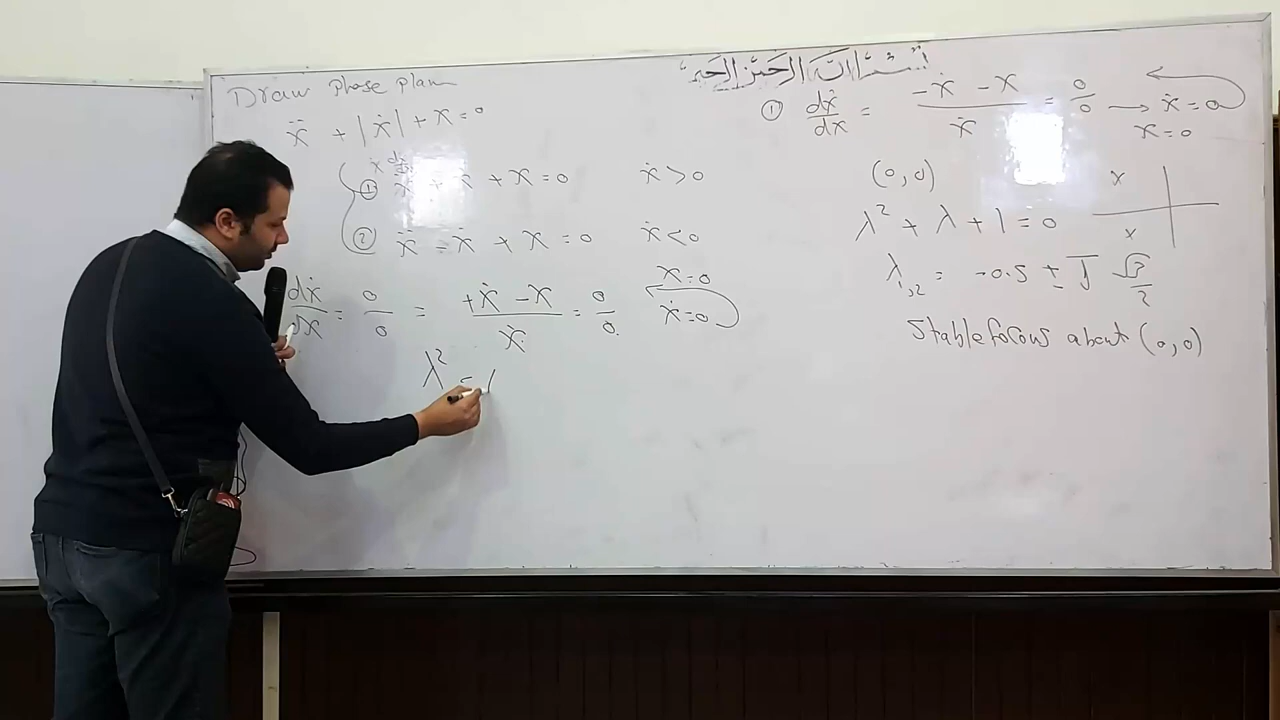 بسم الله الرحمن الرحيم
Draw phase plan
ẍ + |ẋ| + x = 0
① ẍ + ẋ + x = 0   ẋ > 0
② ẍ - ẋ + x = 0   ẋ < 0
dẋ/dx = 0/0 = (+ẋ - x)/ẋ = 0/0   ẋ = 0   x = 0
λ² -
① dẋ/dx = (-ẋ - x)/ẋ = 0/0 → ẋ = 0
x = 0
(0,0)
x
λ² + λ + 1 = 0
x
λ₁,₂ = -0.5 ± J √3/2
Stable focus about (0,0)